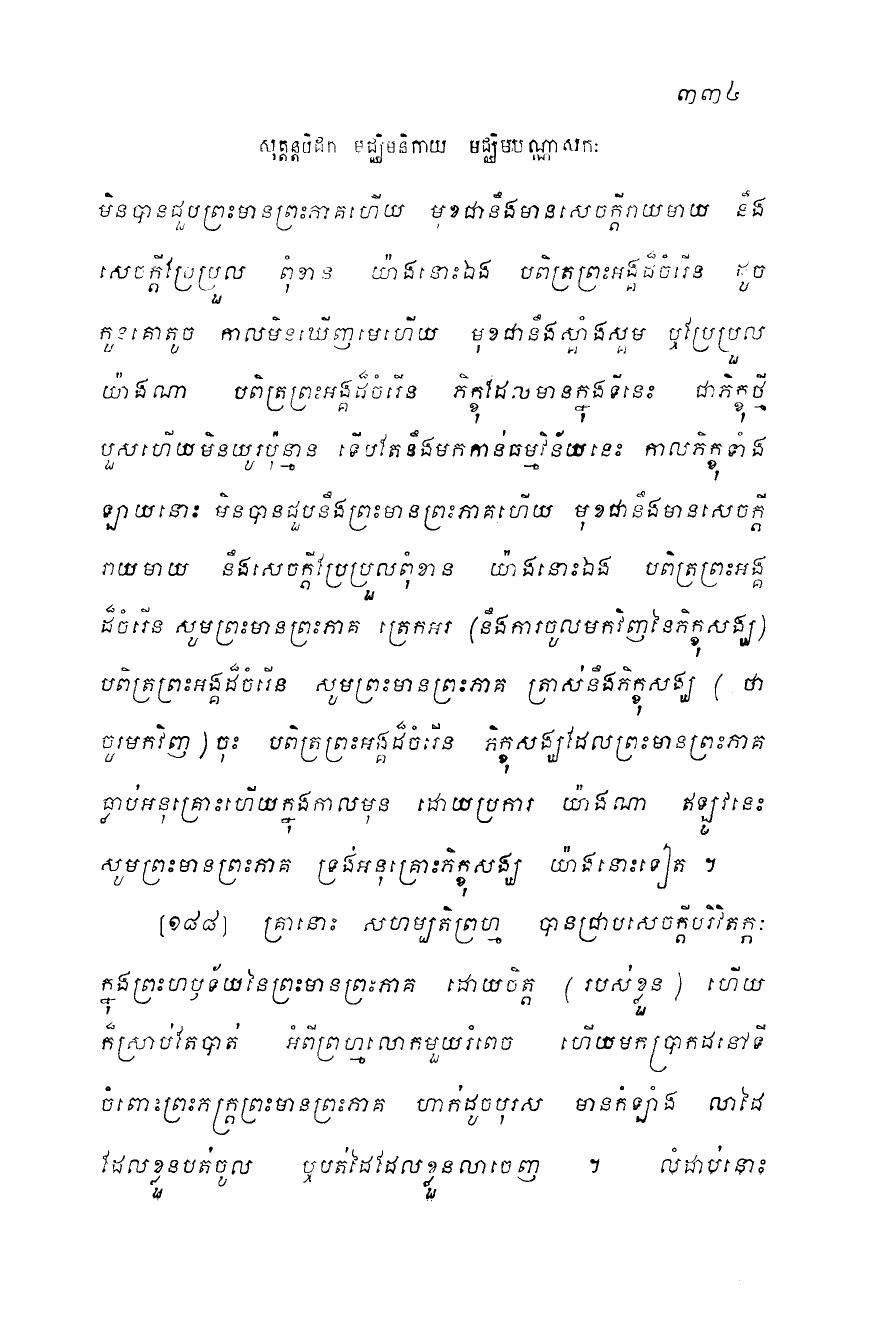 ៣៣៤
សុត្តន្តបិដក មជ្ឈិមនិកាយ មជ្ឈិមបណ្ណាសកៈ
មិនបានជួបព្រះមានព្រះភាគហើយ មុខជានឹងមានសេចក្តីរាយមាយ នឹង
សេចក្តីប្រែប្រួល ពុំខាន យ៉ាងនោះឯង បពិត្រព្រះអង្គដ៏ចំរើន ដូច
កូនគោតូច កាលមិនឃើញមេហើយ មុខជានឹងស្គាំងស្គម ឬប្រែប្រួល
យ៉ាងណា បពិត្រព្រះអង្គដ៏ចំរើន ភិក្ខុដែលមានក្នុងទីនេះ ជាភិក្ខុថ្មី
បួសហើយមិនយូរប៉ុន្មាន ទើបតែនឹងមកកាន់ធម្មវិន័យនេះ កាលភិក្ខុទាំង
ឡាយនោះ មិនបានជួបនឹងព្រះមានព្រះភាគហើយ មុខជានឹងមានសេចក្តី
រាយមាយ នឹងសេចក្តីប្រែប្រួលពុំខាន យ៉ាងនោះឯង បពិត្រព្រះអង្គ
ដ៏ចំរើន សូមព្រះមានព្រះភាគ ត្រេកអរ (នឹងការចូលមកវិញនៃភិក្ខុសង្ឃ)
បពិត្រព្រះអង្គដ៏ចំរើន សូមព្រះមានព្រះភាគ ត្រាស់នឹងភិក្ខុសង្ឃ ( ថា
ចូរមកវិញ ) ចុះ បពិត្រព្រះអង្គដ៏ចំរើន ភិក្ខុសង្ឃដែលព្រះមានព្រះភាគ
ធ្លាប់អនុគ្រោះហើយក្នុងកាលមុន ដោយប្រការ យ៉ាងណា ឥឡូវនេះ
សូមព្រះមានព្រះភាគ ទ្រង់អនុគ្រោះភិក្ខុសង្ឃ យ៉ាងនោះទៀត ។
[១៨៨] គ្រានោះ សហម្បតិព្រហ្ម បានជ្រាបសេចក្តីបរិវិតក្កៈ
ក្នុងព្រះហឫទ័យនៃព្រះមានព្រះភាគ ដោយចិត្ត ( របស់ខ្លួន ) ហើយ
ក៏ស្រាប់តែបាត់ អំពីព្រហ្មលោកមួយរំពេច ហើយមកប្រាកដនៅទី
ចំពោះព្រះភក្ត្រព្រះមានព្រះភាគ ហាក់ដូចបុរស មានកំឡាំង លាដៃ
ដែលខ្លួនបត់ចូល ឬបត់ដៃដែលខ្លួនលាចេញ ។ លំដាប់នោះ